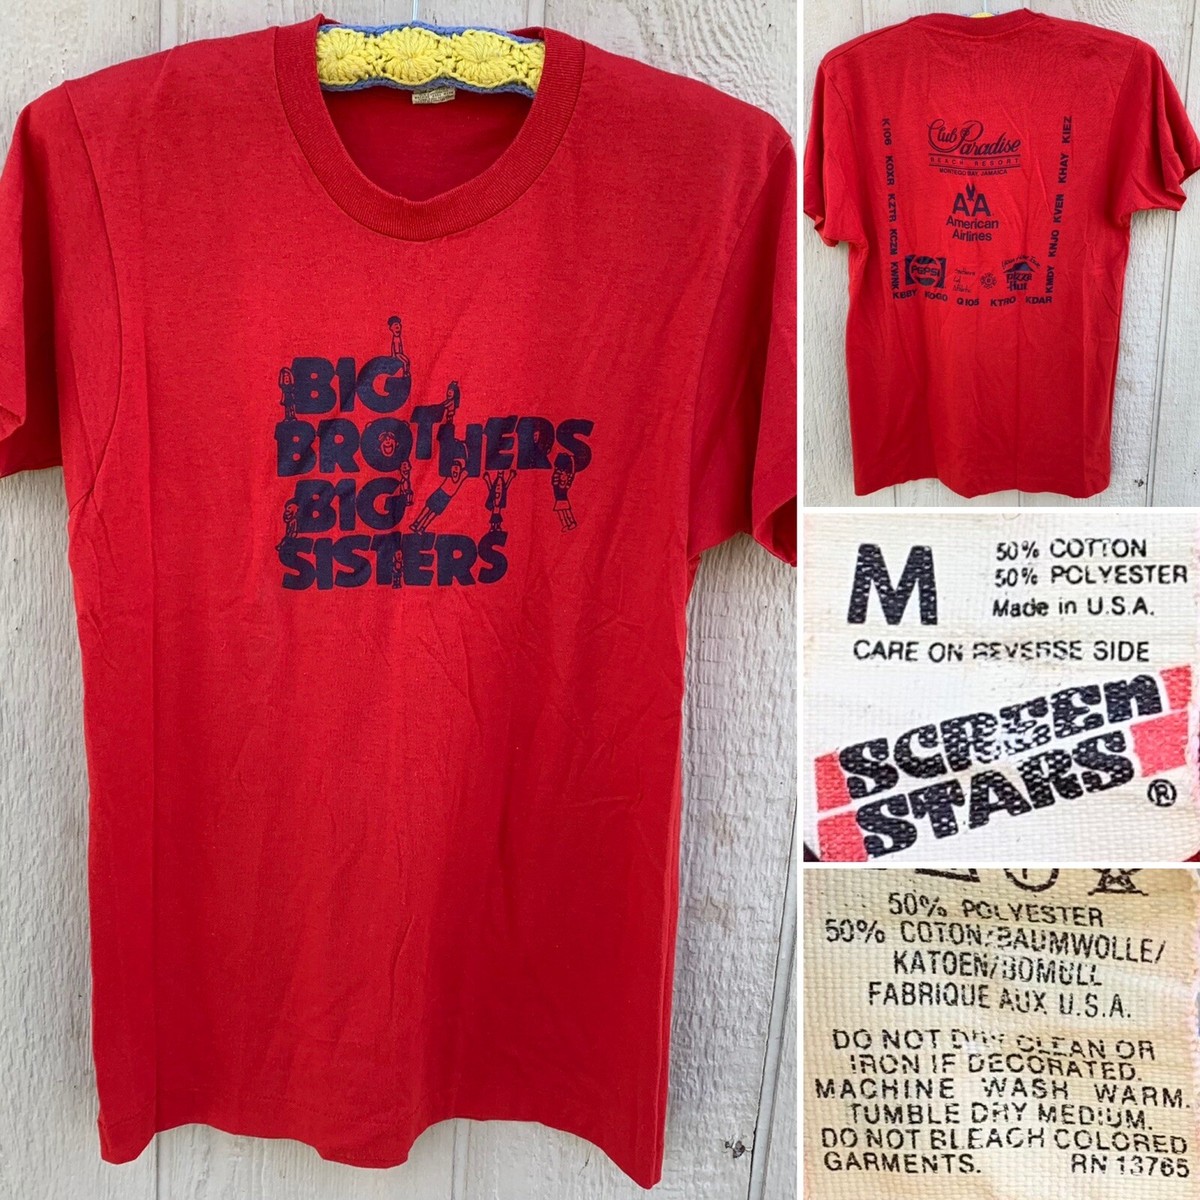 BIG
BROTHERS
BIG
SISTERS
Club Paradise
BEACH RESORT
MONTEGO BAY, JAMAICA
AA
American
Airlines
PEPSI
Pizza
Hut
K106 KOXR KZTR KCZN KWNK
KBBY KOGO Q105 KTRO KDAR
KMDY KNJO KVEN KHAY KIEZ
M
50% COTTON
50% POLYESTER
Made in U.S.A.
CARE ON REVERSE SIDE
SCREEN
STARS
®
50% POLYESTER
50% COTON/BAUMWOLLE/
KATOEN/BOMULL
FABRIQUE AUX U.S.A.
DO NOT DRY CLEAN OR
IRON IF DECORATED.
MACHINE WASH WARM.
TUMBLE DRY MEDIUM.
DO NOT BLEACH COLORED
GARMENTS. RN 13765